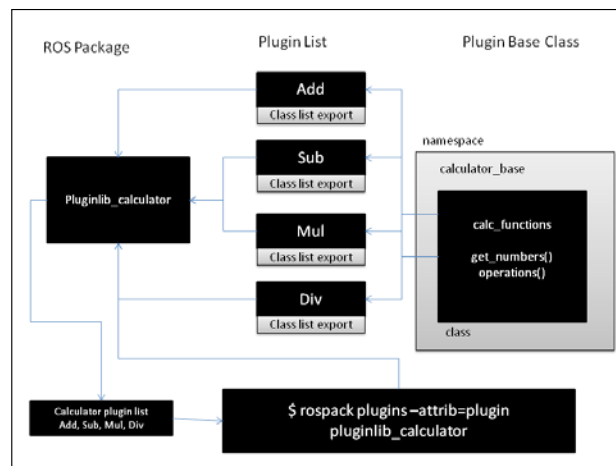 ROS Package
Plugin List
Plugin Base Class
Add
Class list export
Sub
Class list export
Mul
Class list export
Div
Class list export
Pluginlib_calculator
namespace
calculator_base
calc_functions
get_numbers()
operations()
class
Calculator plugin list
Add, Sub, Mul, Div
$ rospack plugins –attrib=plugin
pluginlib_calculator